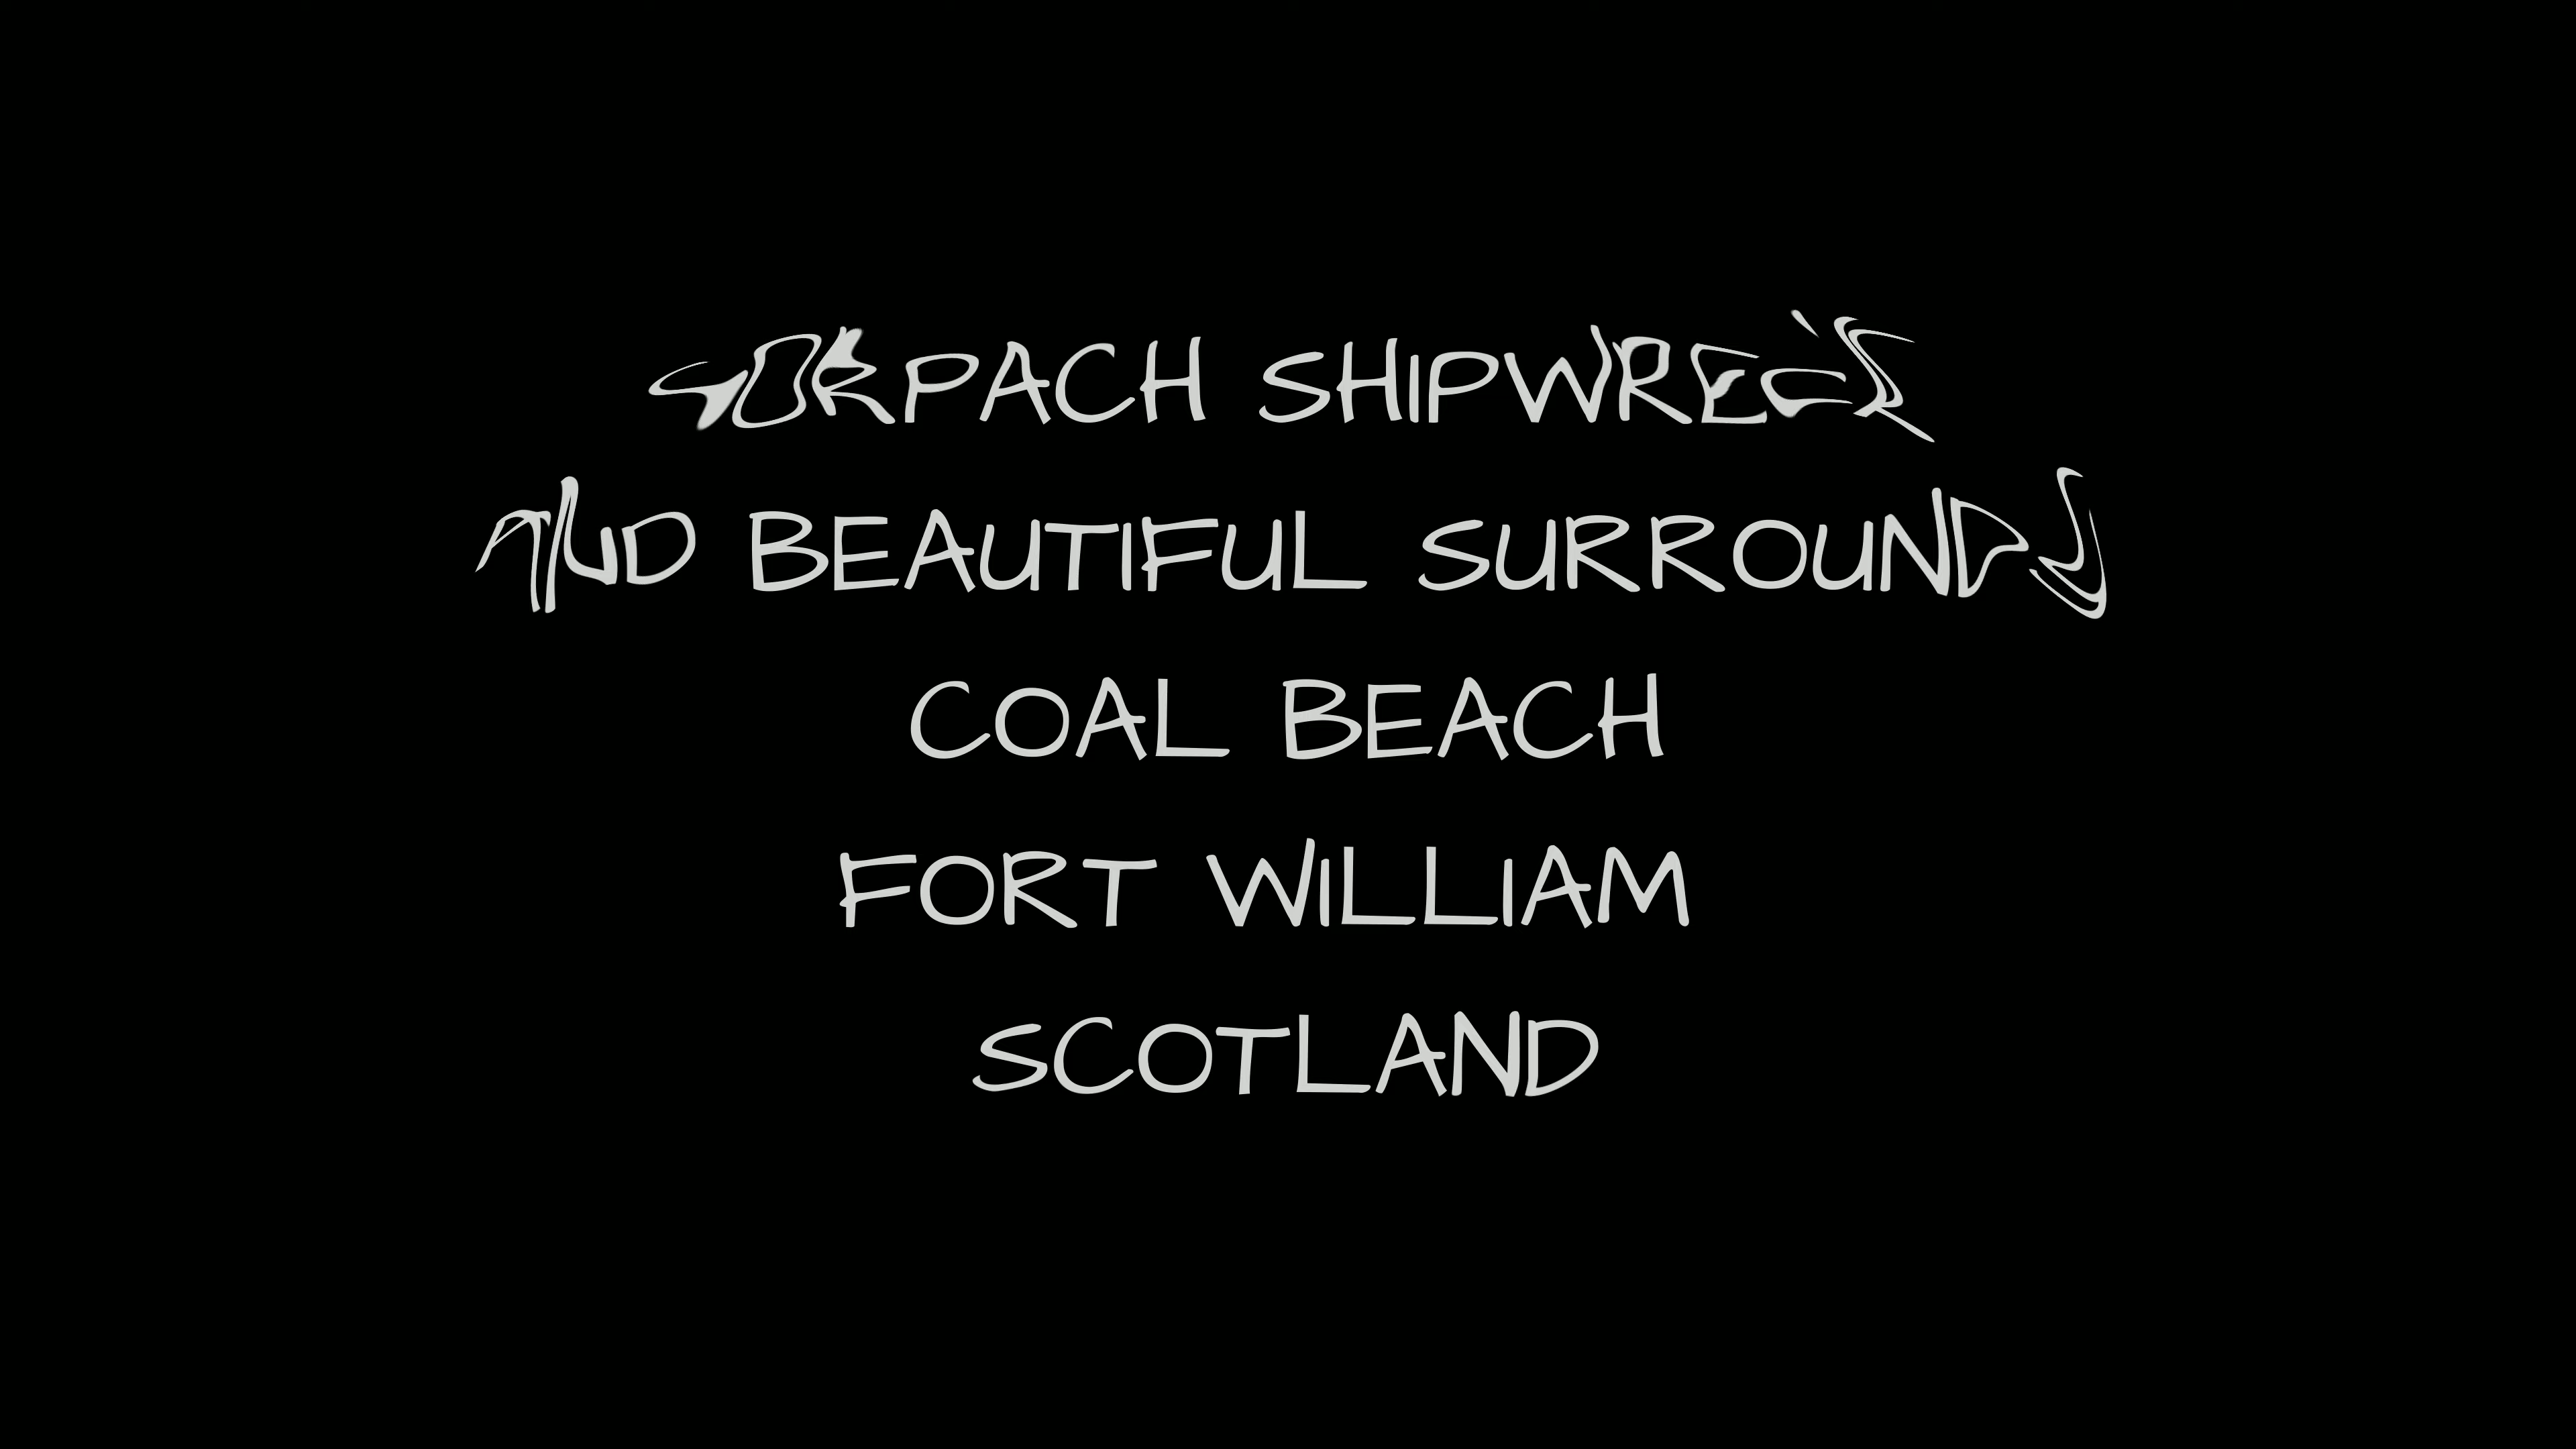 CORPACH SHIPWRECK
AND BEAUTIFUL SURROUNDS
COAL BEACH
FORT WILLIAM
SCOTLAND